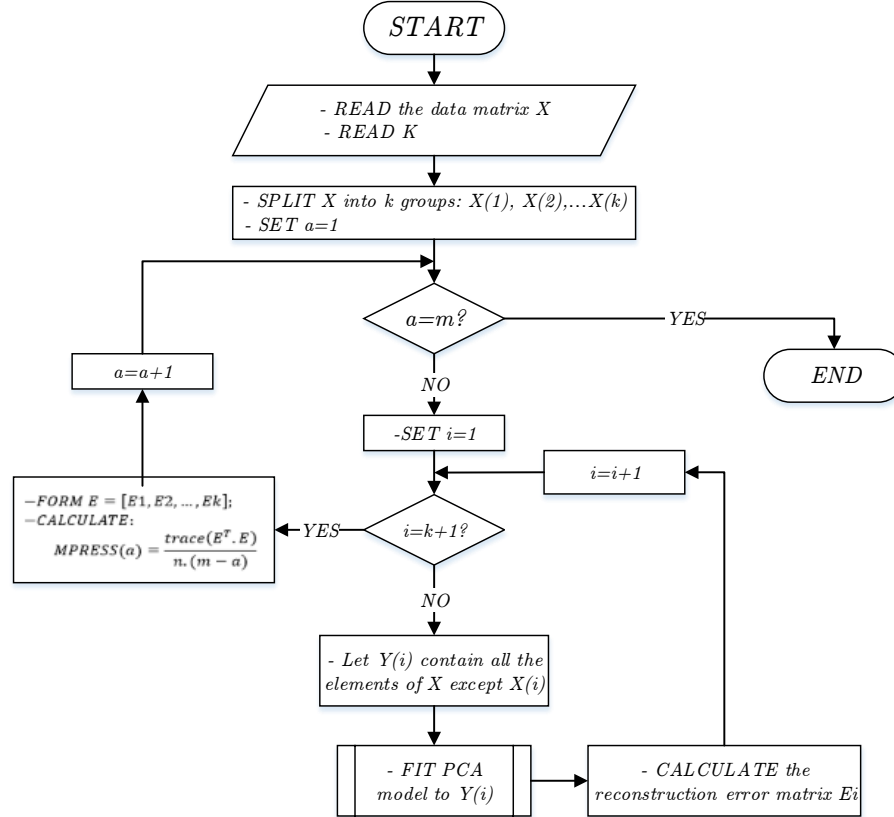 START
- READ the data matrix X
- READ K
- SPLIT X into k groups: X(1), X(2),...X(k)
- SET a=1
a=m?
YES
END
NO
a=a+1
-SET i=1
i=i+1
−FORM E = [E1, E2, ..., Ek];
−CALCULATE:
MPRESS(a) = trace(E^T . E) / n. (m − a)
YES
i=k+1?
NO
- Let Y(i) contain all the
elements of X except X(i)
- FIT PCA
model to Y(i)
- CALCULATE the
reconstruction error matrix Ei